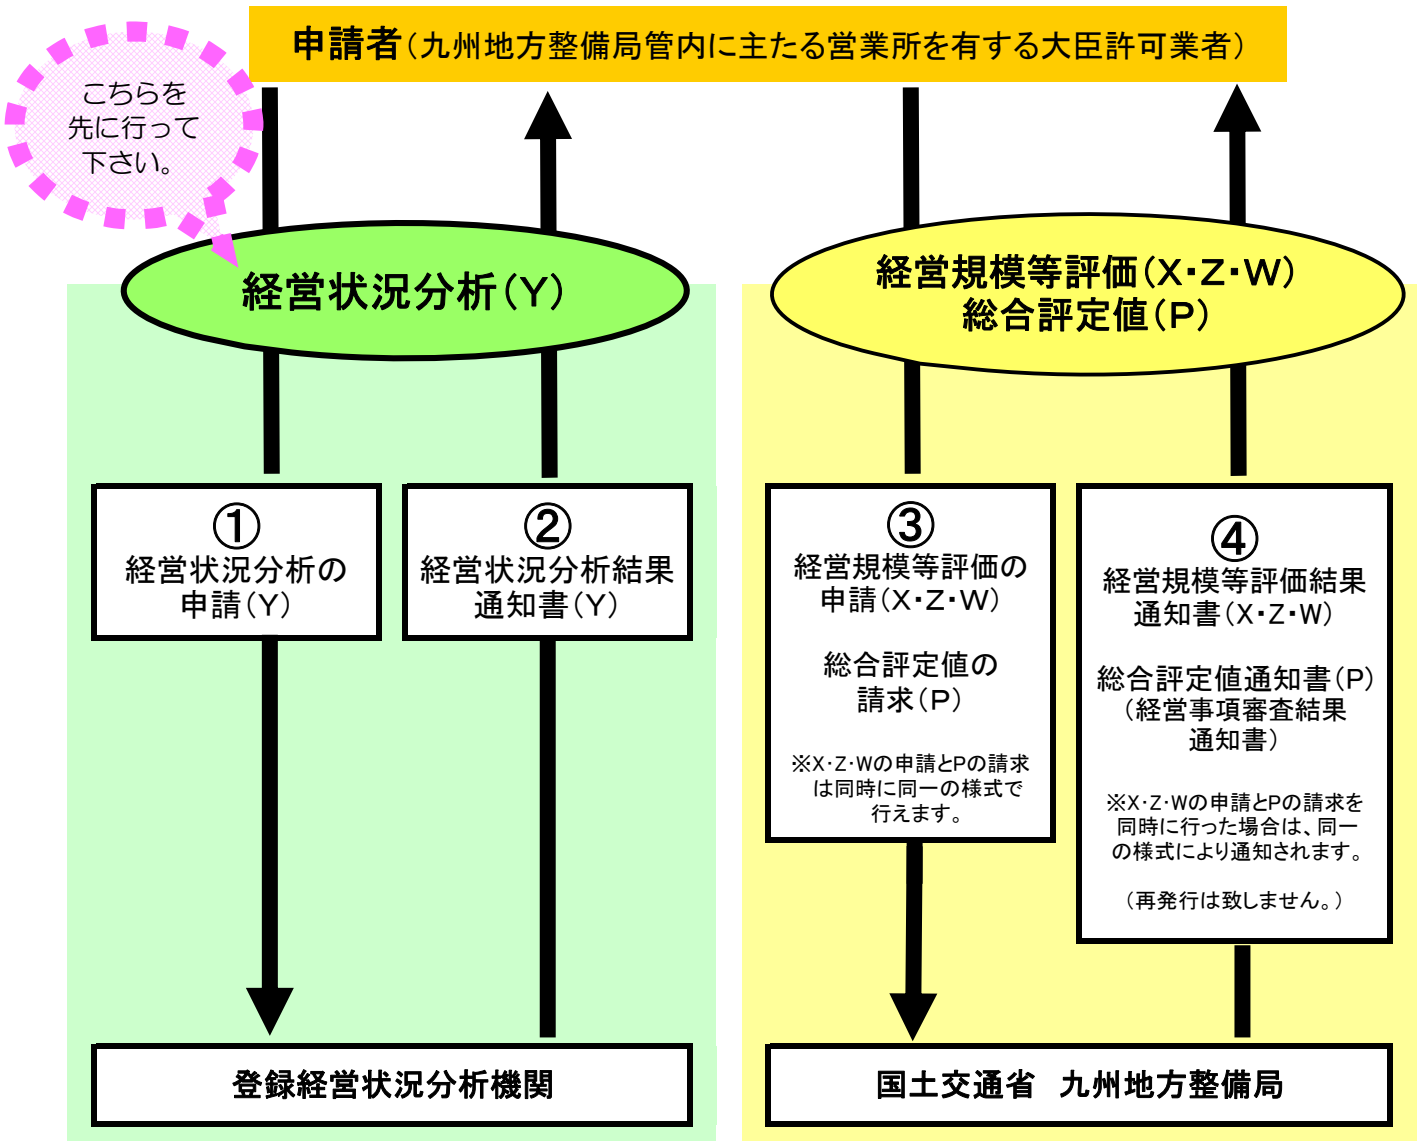 申請者（九州地方整備局管内に主たる営業所を有する大臣許可業者）
こちらを
先に行って
下さい。
経営状況分析（Y）
経営規模等評価（X・Z・W）
総合評定値（P）
①
経営状況分析の
申請（Y）
②
経営状況分析結果
通知書（Y）
③
経営規模等評価の
申請（X・Z・W）
総合評定値の
請求（P）
※X・Z・Wの申請とPの請求
は同時に同一の様式で
行えます。
④
経営規模等評価結果
通知書（X・Z・W）
総合評定値通知書（P）
（経営事項審査結果
通知書）
※X・Z・Wの申請とPの請求を
同時に行った場合は、同一
の様式により通知されます。
（再発行は致しません。）
登録経営状況分析機関
国土交通省　九州地方整備局